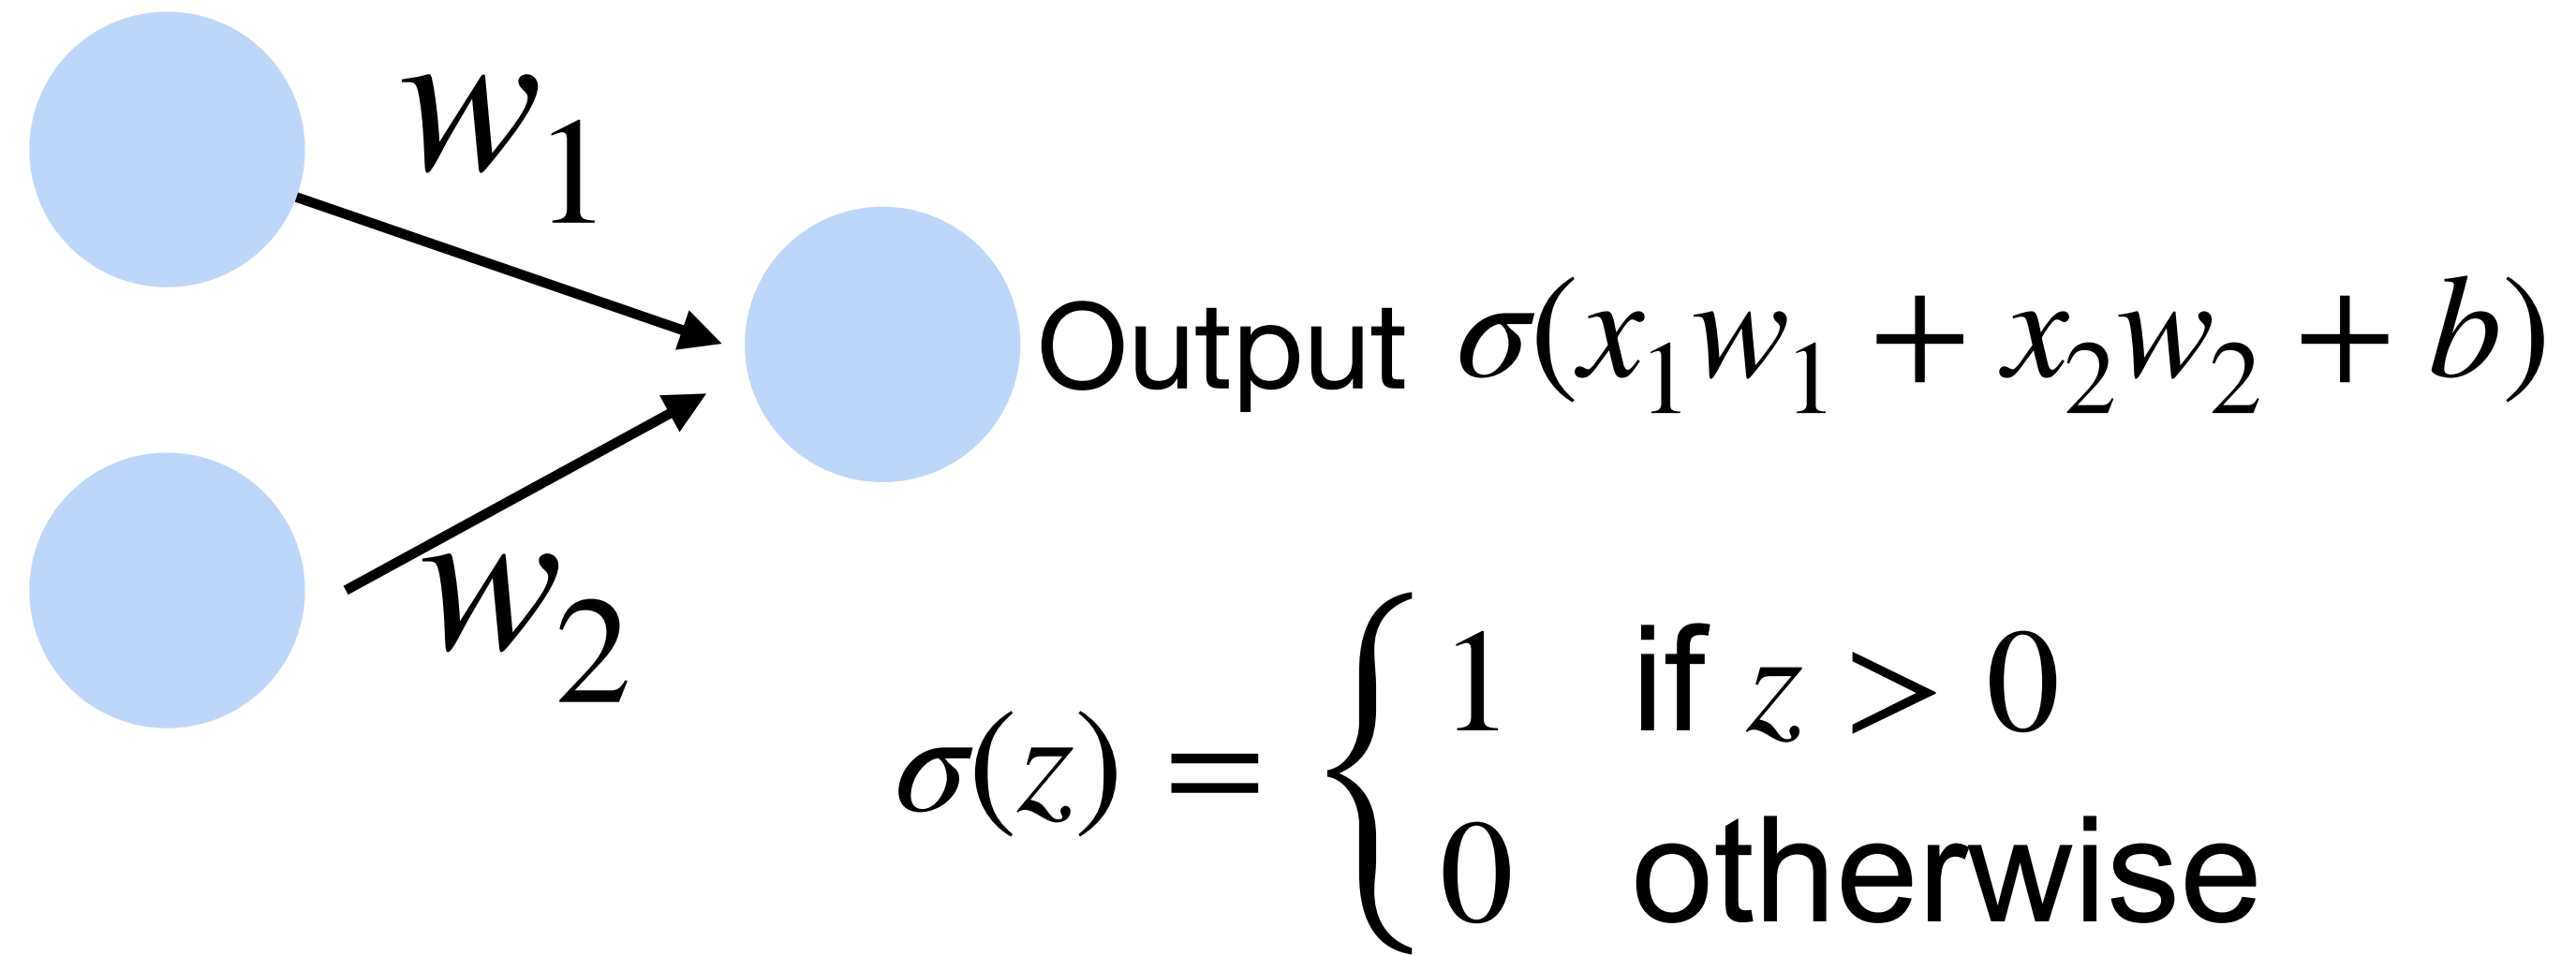 w₁
Output σ(x₁w₁ + x₂w₂ + b)
w₂
σ(z) = { 1 if z > 0
0 otherwise